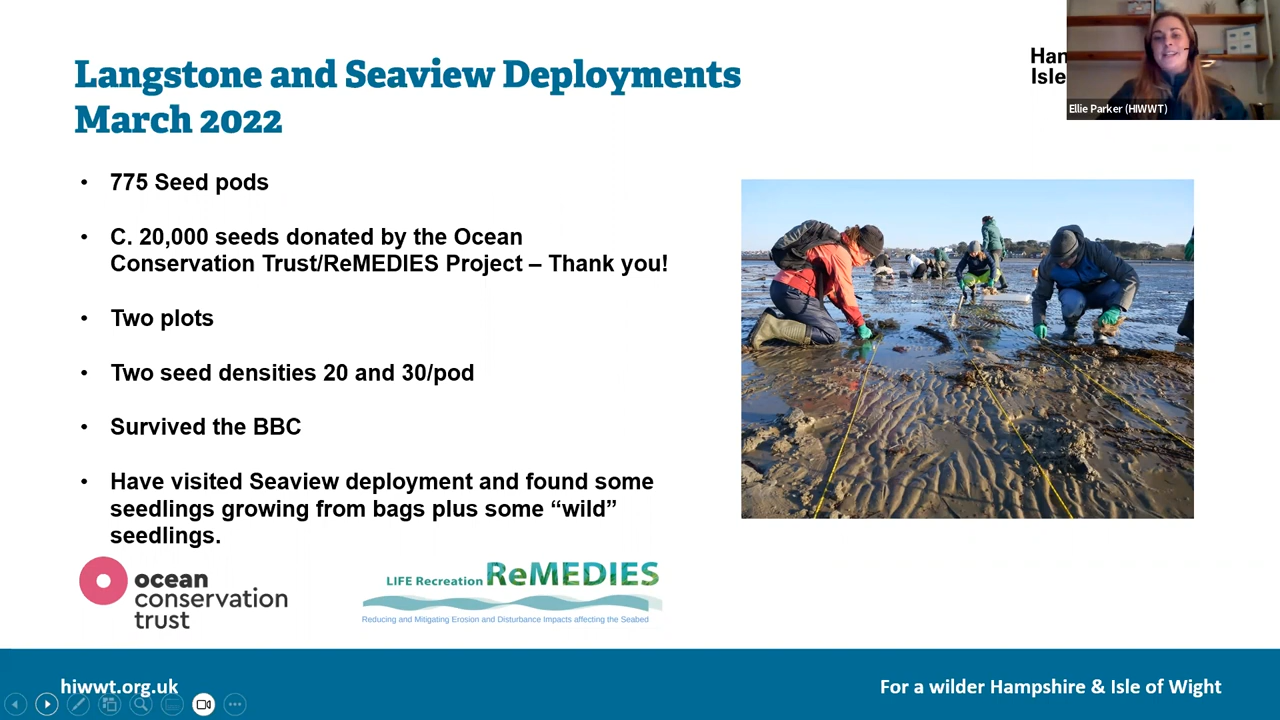 Langstone and Seaview Deployments
March 2022
Han
Isle
Ellie Parker (HIWWT)
• 775 Seed pods
• C. 20,000 seeds donated by the Ocean
Conservation Trust/ReMEDIES Project – Thank you!
• Two plots
• Two seed densities 20 and 30/pod
• Survived the BBC
• Have visited Seaview deployment and found some
seedlings growing from bags plus some “wild”
seedlings.
ocean
conservation
trust
LIFE Recreation ReMEDIES
Reducing and Mitigating Erosion and Disturbance Impacts affecting the Seabed
hiwwt.org.uk
For a wilder Hampshire & Isle of Wight